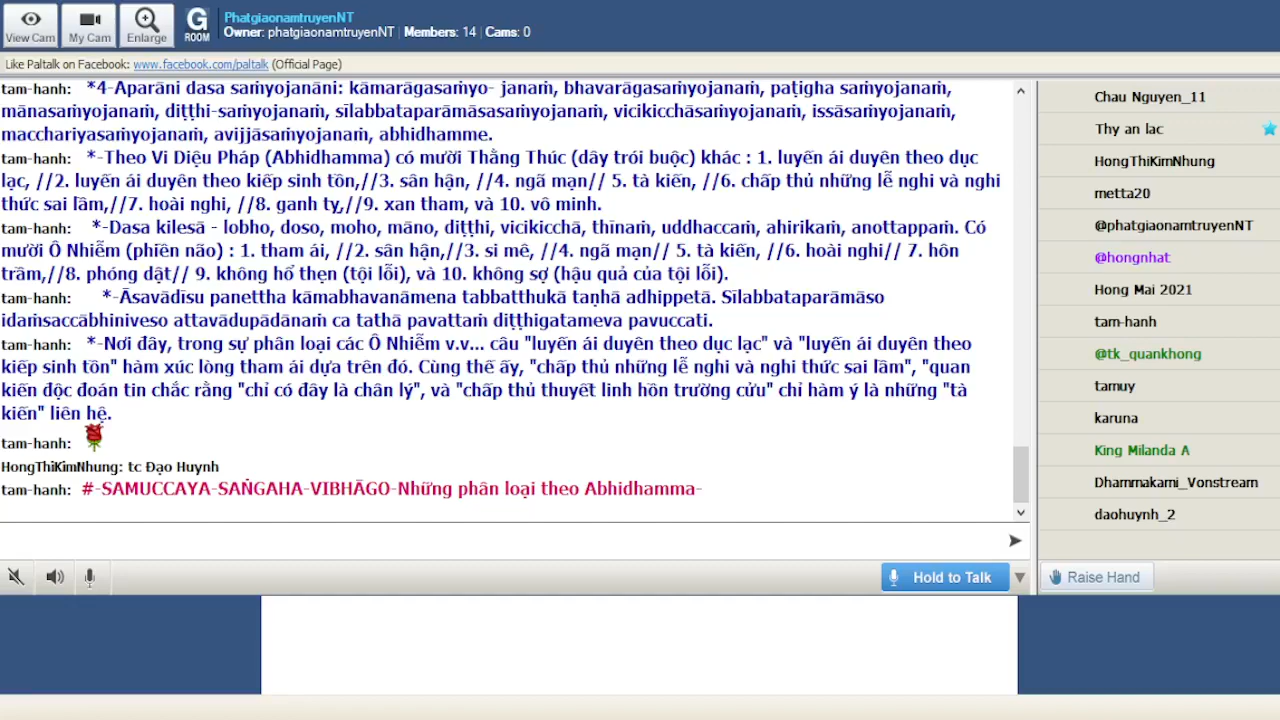 PhatgiaonamtruyenNT
Owner: phatgiaonamtruyenNT | Members: 14 | Cams: 0
View Cam
My Cam
Enlarge
G
ROOM
Like Paltalk on Facebook: www.facebook.com/paltalk (Official Page)
tam-hanh: *4-Aparāni dasa saṁyojanāni: kāmarāgasaṁyo- janaṁ, bhavarāgasaṁyojanaṁ, paṭigha saṁyojanaṁ,
mānasaṁyojanaṁ, diṭṭhi-saṁyojanaṁ, sīlabbataparāmāsasaṁyojanaṁ, vicikicchāsaṁyojanaṁ, issāsaṁyojanaṁ,
macchariyasaṁyojanaṁ, avijjāsaṁyojanaṁ, abhidhamme.
tam-hanh: *-Theo Vi Diệu Pháp (Abhidhamma) có mười Thằng Thúc (dây trói buộc) khác : 1. luyến ái duyên theo dục
lạc, //2. luyến ái duyên theo kiếp sinh tồn,//3. sân hận, //4. ngã mạn// 5. tà kiến, //6. chấp thủ những lễ nghi và nghi
thức sai lầm,//7. hoài nghi, //8. ganh tỵ,//9. xan tham, và 10. vô minh.
tam-hanh: *-Dasa kilesā - lobho, doso, moho, māno, diṭṭhi, vicikicchā, thīnaṁ, uddhaccaṁ, ahirikaṁ, anottappaṁ. Có
mười Ô Nhiễm (phiền não) : 1. tham ái, //2. sân hận,//3. si mê, //4. ngã mạn// 5. tà kiến, //6. hoài nghi// 7. hôn
trầm,//8. phóng dật// 9. không hổ thẹn (tội lỗi), và 10. không sợ (hậu quả của tội lỗi).
tam-hanh: *-Āsavādīsu panettha kāmabhavanāmena tabbatthukā taṇhā adhippetā. Sīlabbataparāmāso
idaṁsaccābhiniveso attavādupādānaṁ ca tathā pavattaṁ diṭṭhigatameva pavuccati.
tam-hanh: *-Nơi đây, trong sự phân loại các Ô Nhiễm v.v... câu "luyến ái duyên theo dục lạc" và "luyến ái duyên theo
kiếp sinh tồn" hàm xúc lòng tham ái dựa trên đó. Cùng thế ấy, "chấp thủ những lễ nghi và nghi thức sai lầm", "quan
kiến độc đoán tin chắc rằng "chỉ có đây là chân lý", và "chấp thủ thuyết linh hồn trường cửu" chỉ hàm ý là những "tà
kiến" liên hệ.
tam-hanh:
HongThiKimNhung: tc Đạo Huynh
tam-hanh: #-SAMUCCAYA-SAṄGAHA-VIBHĀGO-Những phân loại theo Abhidhamma-
Chau Nguyen_11
Thy an lac
HongThiKimNhung
metta20
@phatgiaonamtruyenNT
@hongnhat
Hong Mai 2021
tam-hanh
@tk_quankhong
tamuy
karuna
King Milanda A
Dhammakami_Vonstream
daohuynh_2
Hold to Talk
Raise Hand